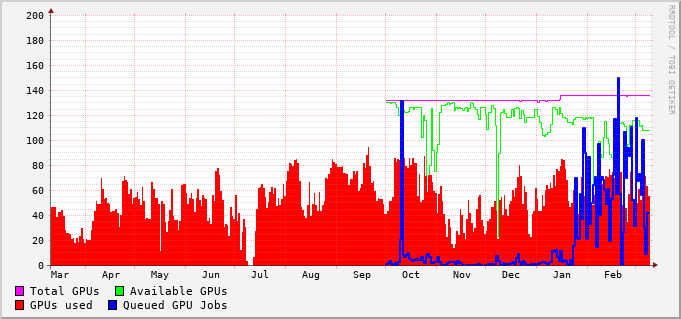 200
180
160
140
120
100
80
60
40
20
0
Mar Apr May Jun Jul Aug Sep Oct Nov Dec Jan Feb
Total GPUs Available GPUs
GPUs used Queued GPU Jobs
RRDTOOL / TOBI OETIKER